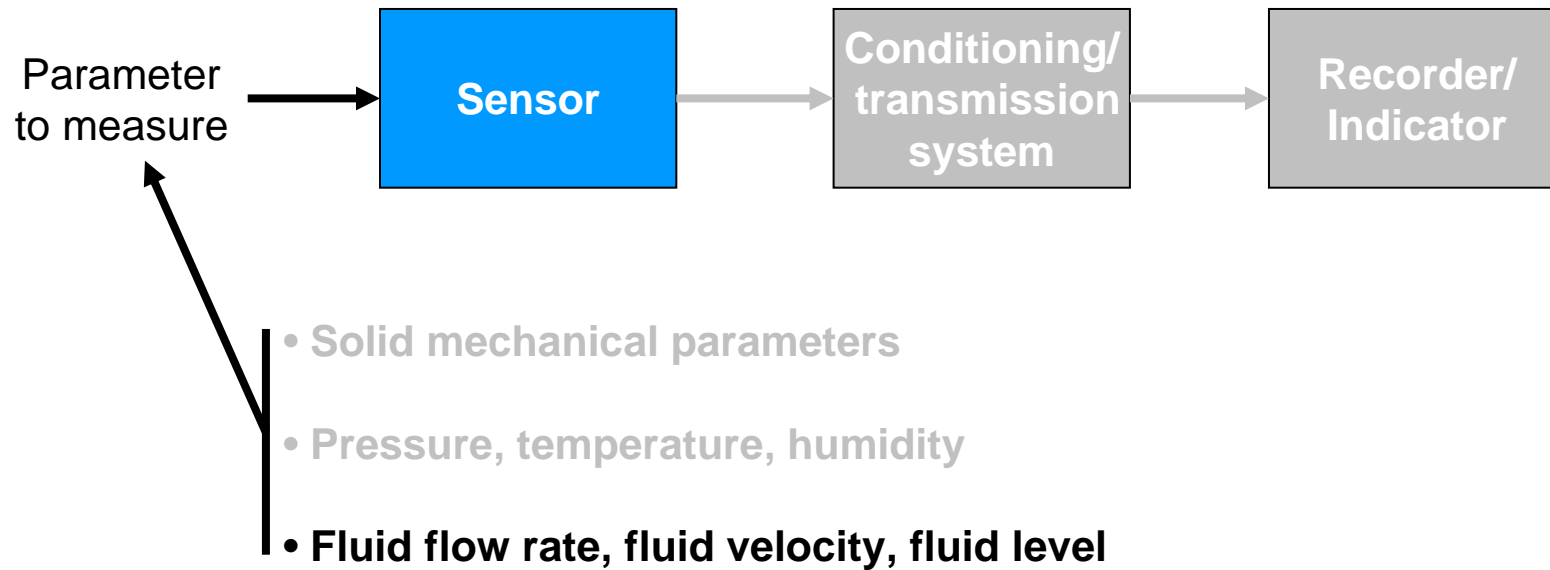 Parameter
to measure
Sensor
Conditioning/
transmission
system
Recorder/
Indicator
• Solid mechanical parameters
• Pressure, temperature, humidity
• Fluid flow rate, fluid velocity, fluid level